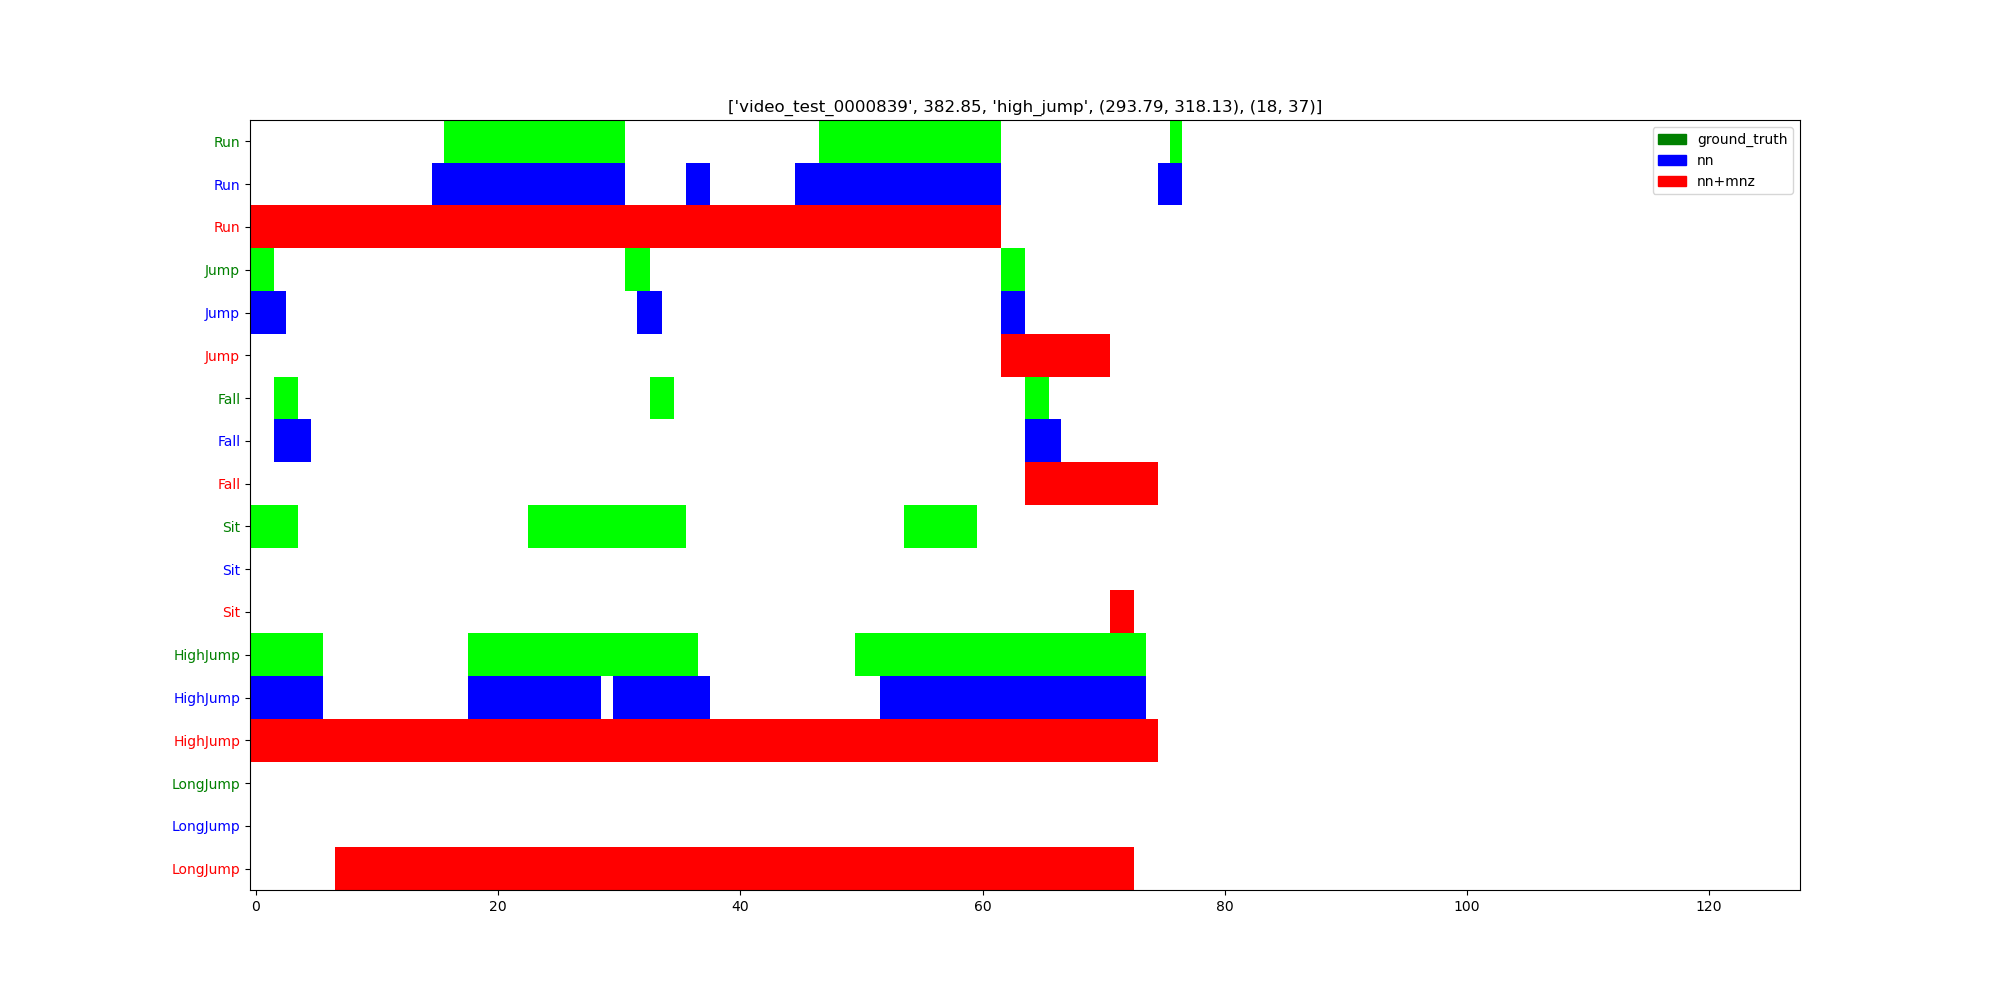 ['video_test_0000839', 382.85, 'high_jump', (293.79, 318.13), (18, 37)]
Run
Run
Run
Jump
Jump
Jump
Fall
Fall
Fall
Sit
Sit
Sit
HighJump
HighJump
HighJump
LongJump
LongJump
LongJump
ground_truth
nn
nn+mnz
0 20 40 60 80 100 120